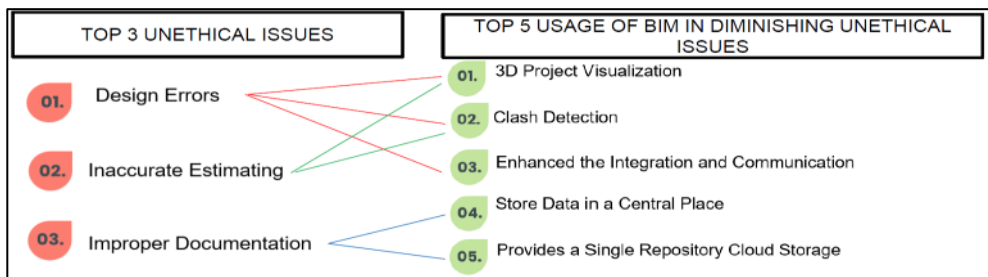 TOP 3 UNETHICAL ISSUES
01.
Design Errors
02.
Inaccurate Estimating
03.
Improper Documentation
TOP 5 USAGE OF BIM IN DIMINISHING UNETHICAL
ISSUES
01.
3D Project Visualization
02.
Clash Detection
03.
Enhanced the Integration and Communication
04.
Store Data in a Central Place
05.
Provides a Single Repository Cloud Storage